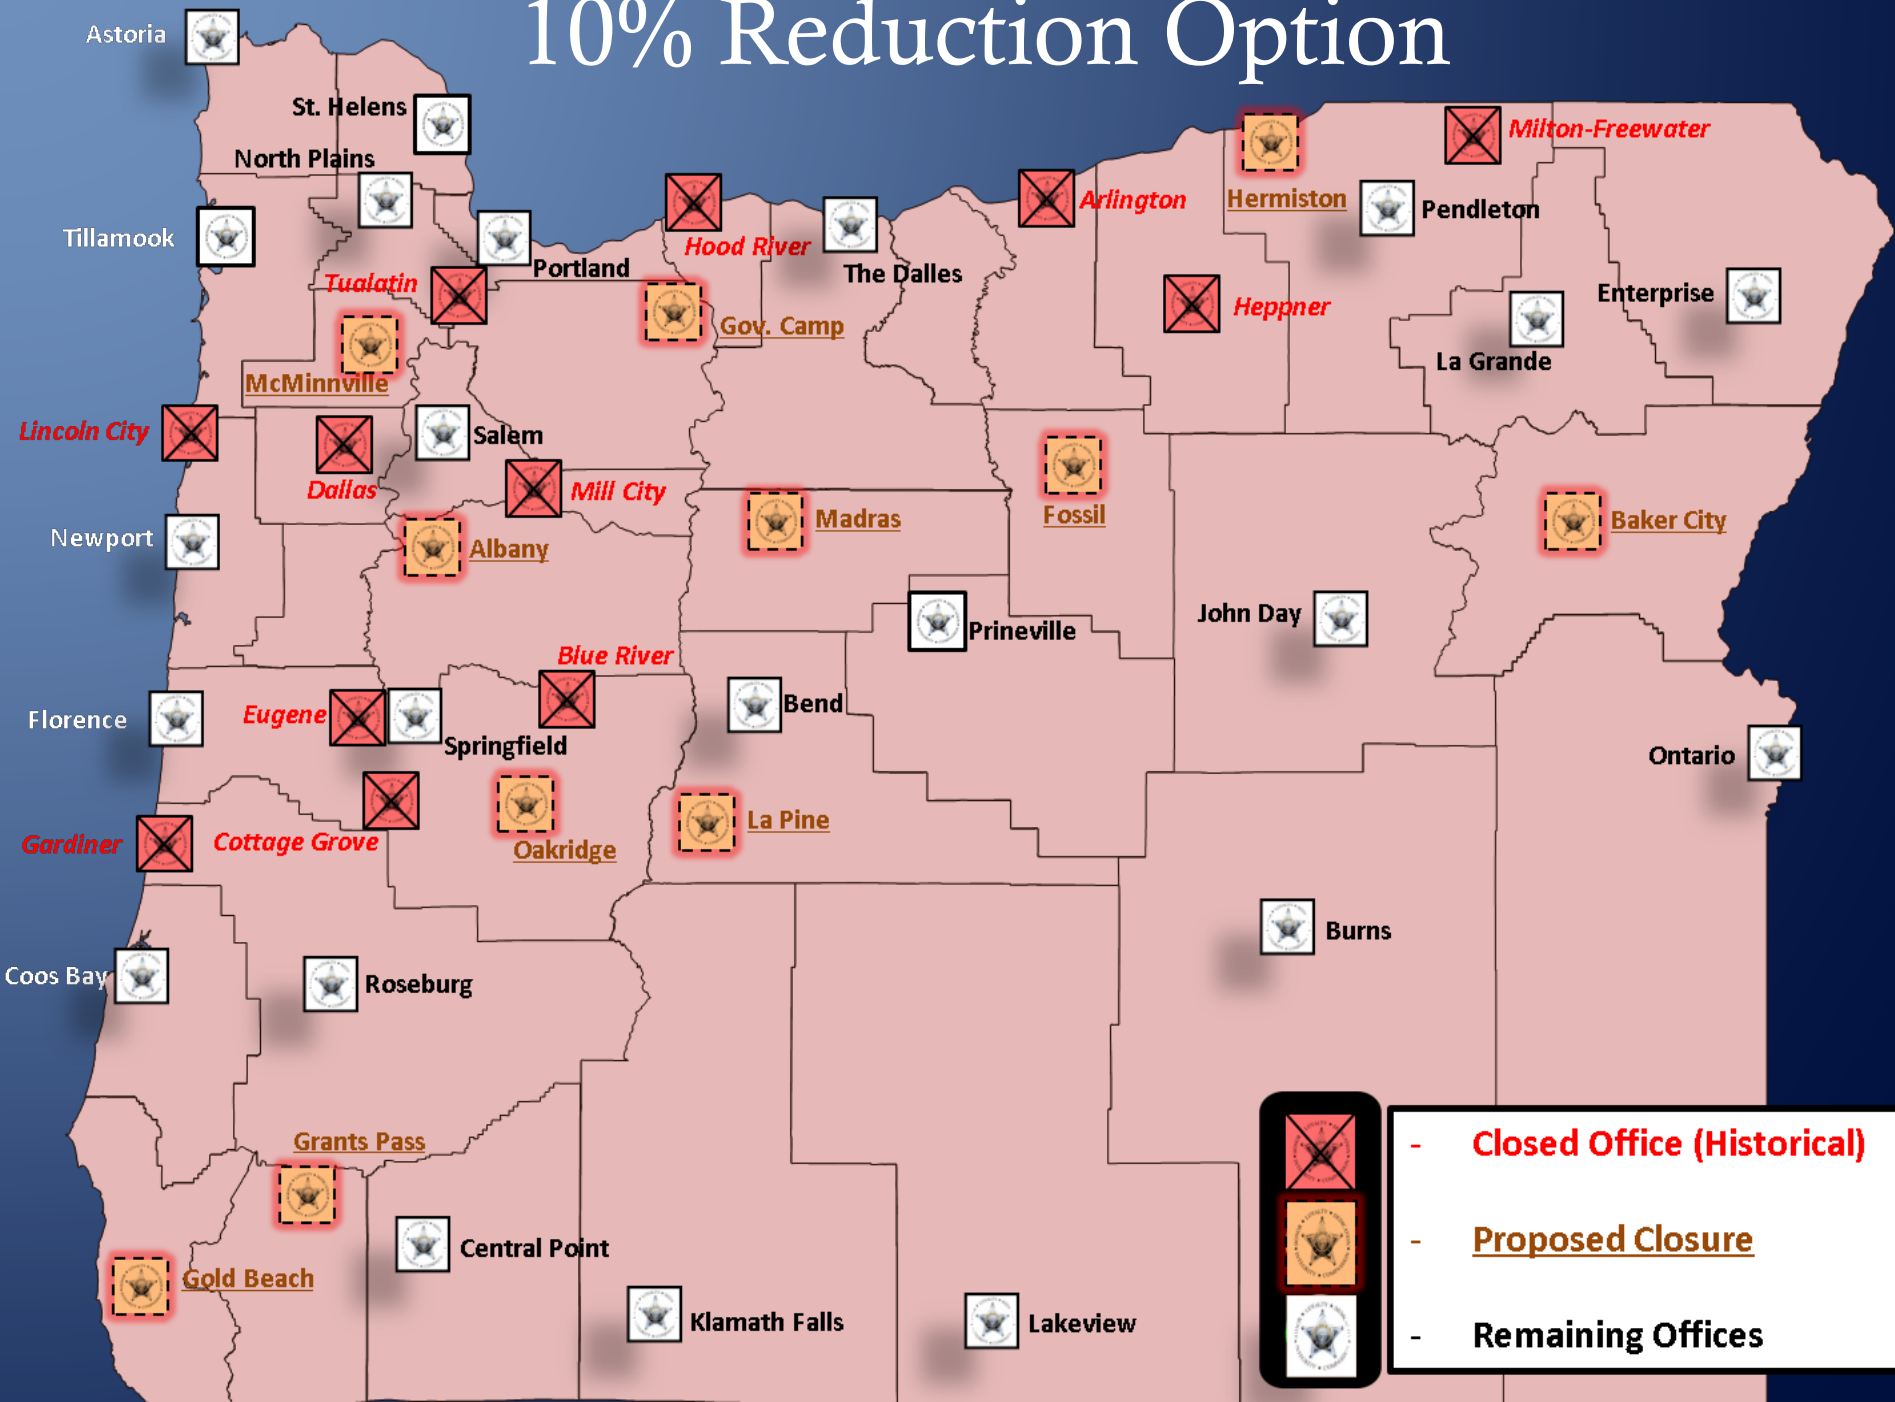 10% Reduction Option
Astoria
St. Helens
North Plains
Milton-Freewater
Hermiston
Arlington
Pendleton
Tillamook
Hood River
Portland
The Dalles
Tualatin
Enterprise
Heppner
Gov. Camp
La Grande
McMinnville
Lincoln City
Salem
Dallas
Mill City
Madras
Fossil
Baker City
Newport
Albany
John Day
Prineville
Blue River
Bend
Florence
Eugene
Springfield
Ontario
La Pine
Gardiner
Cottage Grove
Oakridge
Burns
Coos Bay
Roseburg
Grants Pass
Central Point
Gold Beach
Klamath Falls
Lakeview
- Closed Office (Historical)
- Proposed Closure
- Remaining Offices